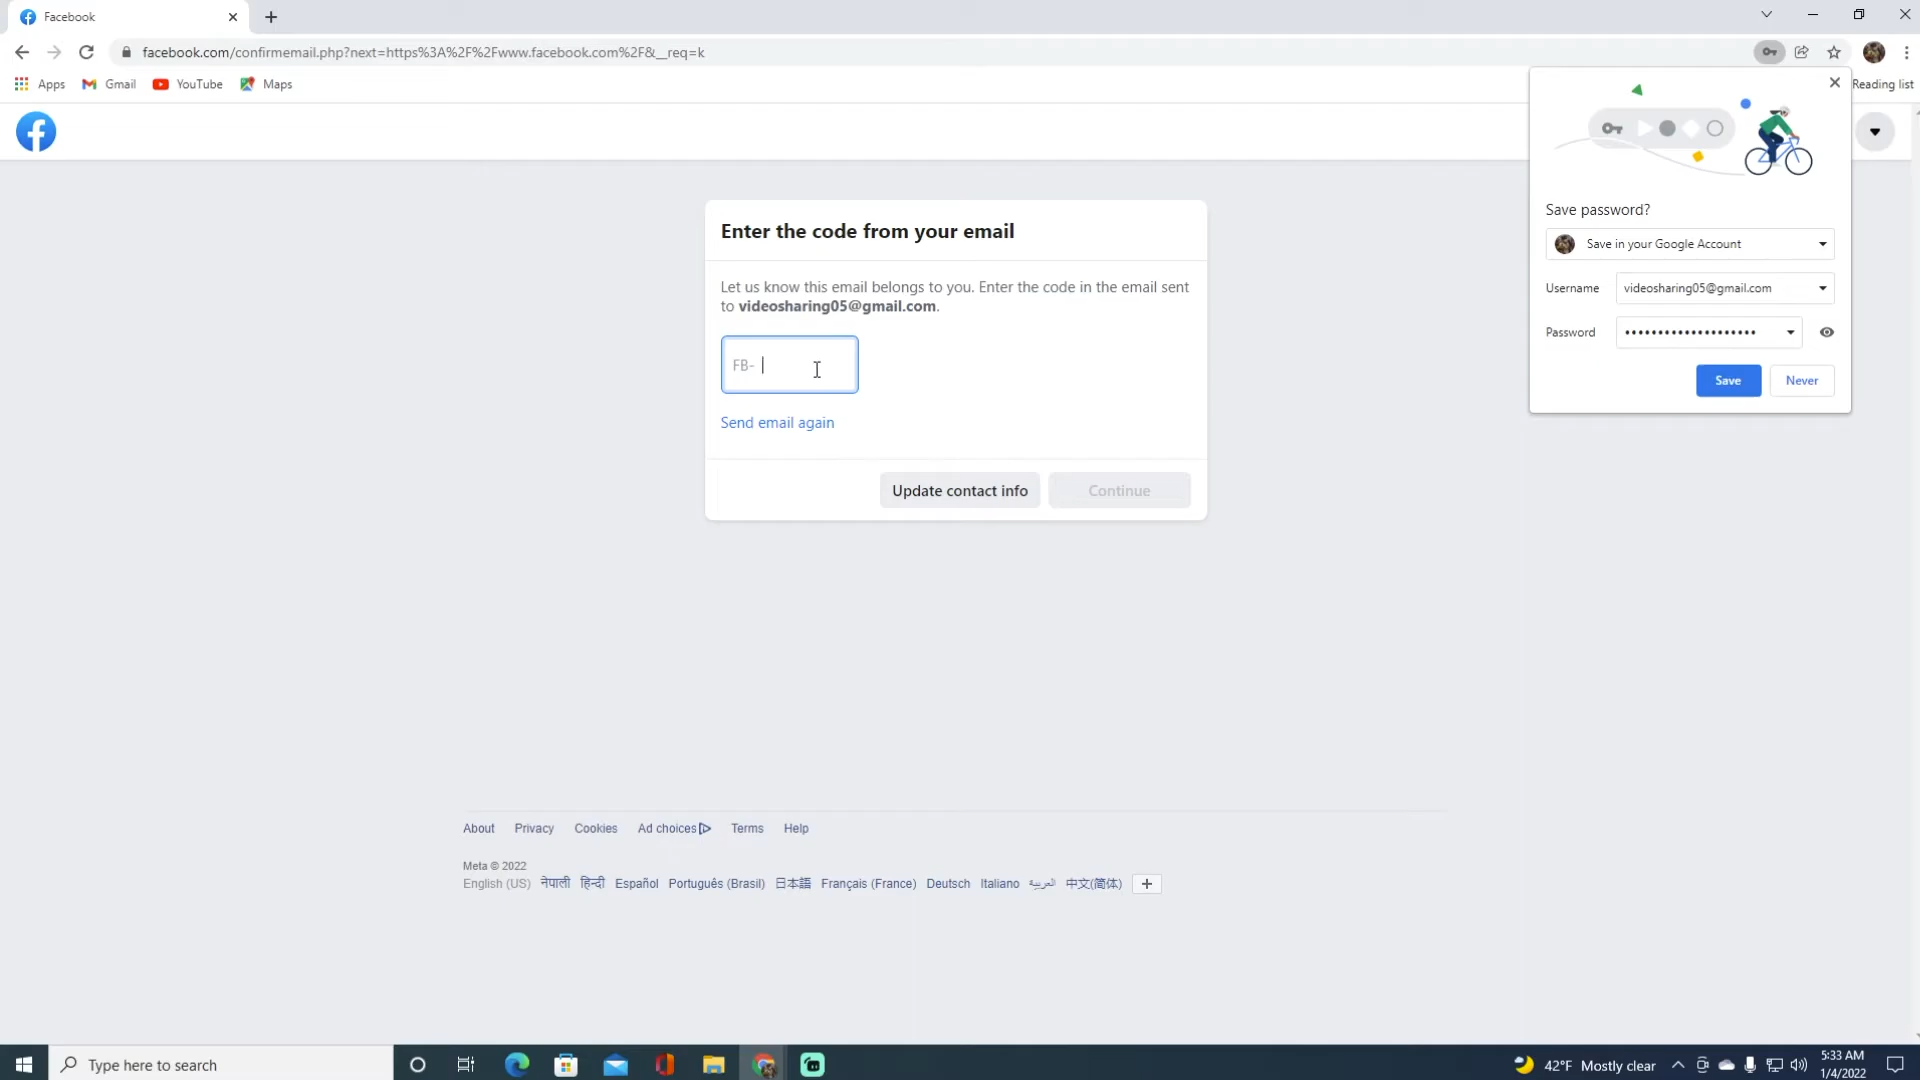 Facebook
facebook.com/confirmemail.php?next=https%3A%2F%2Fwww.facebook.com%2F&__req=k
Apps Gmail YouTube Maps Reading list
Save password?
Save in your Google Account
Username videosharing05@gmail.com
Password ••••••••••••••••••••
Save Never
Enter the code from your email
Let us know this email belongs to you. Enter the code in the email sent
to videosharing05@gmail.com.
FB-
Send email again
Update contact info Continue
About Privacy Cookies Ad choices Terms Help
Meta © 2022
English (US) नेपाली हिन्दी Español Português (Brasil) 日本語 Français (France) Deutsch Italiano العربية 中文(简体) +
Type here to search
42°F Mostly clear
5:33 AM
1/4/2022